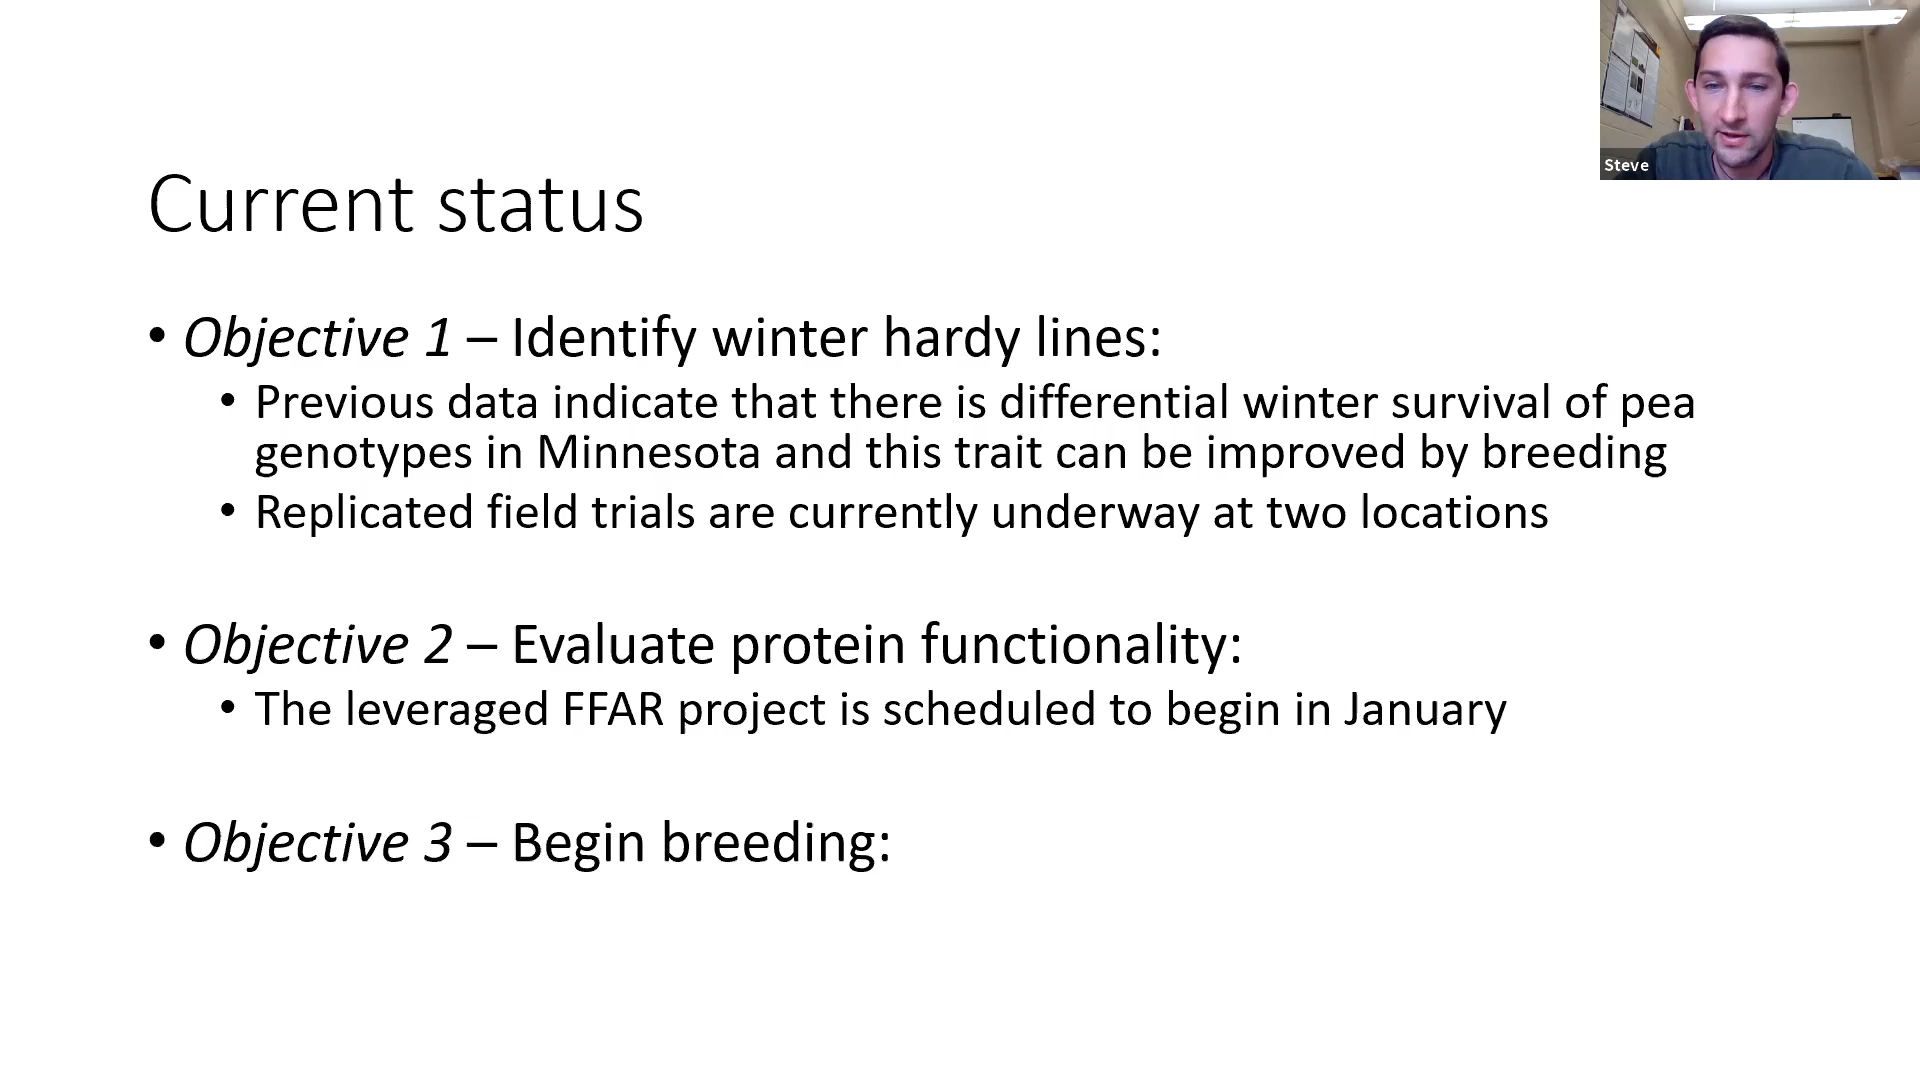 Steve
Current status
• Objective 1 – Identify winter hardy lines:
• Previous data indicate that there is differential winter survival of pea
genotypes in Minnesota and this trait can be improved by breeding
• Replicated field trials are currently underway at two locations
• Objective 2 – Evaluate protein functionality:
• The leveraged FFAR project is scheduled to begin in January
• Objective 3 – Begin breeding: